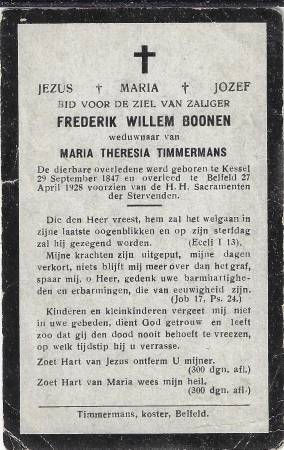 JEZUS † MARIA † JOZEF
BID VOOR DE ZIEL VAN ZALIGER
FREDERIK WILLEM BOONEN
weduwnaar van
MARIA THERESIA TIMMERMANS
De dierbare overledene werd geboren te Kessel
29 September 1847 en overleed te Belfeld 27
April 1928 voorzien van de H.H. Sacramenten
der Stervenden.
Die den Heer vreest, hem zal het welgaan in
zijne laatste oogenblikken en op zijn sterfdag
zal hij gezegend worden. (Eccli I 13).
Mijne krachten zijn uitgeput, mijne dagen
verkort, niets blijft mij meer over dan het graf,
spaar mij, o Heer, gedenk uwe barmhartighe-
den en erbarmingen, die van eeuwigheid zijn.
(Job 17, Ps. 24.)
Kinderen en kleinkinderen vergeet mij niet
in uwe gebeden, dient God getrouw en leeft
zoo dat gij den dood nooit behoeft te vreezen,
op welk tijdstip hij u verrasse.
Zoet Hart van Jezus ontferm U mijner.
(300 dgn. afl.)
Zoet Hart van Maria wees mijn heil.
(300 dgn. afl.)
Timmermans, koster, Belfeld.